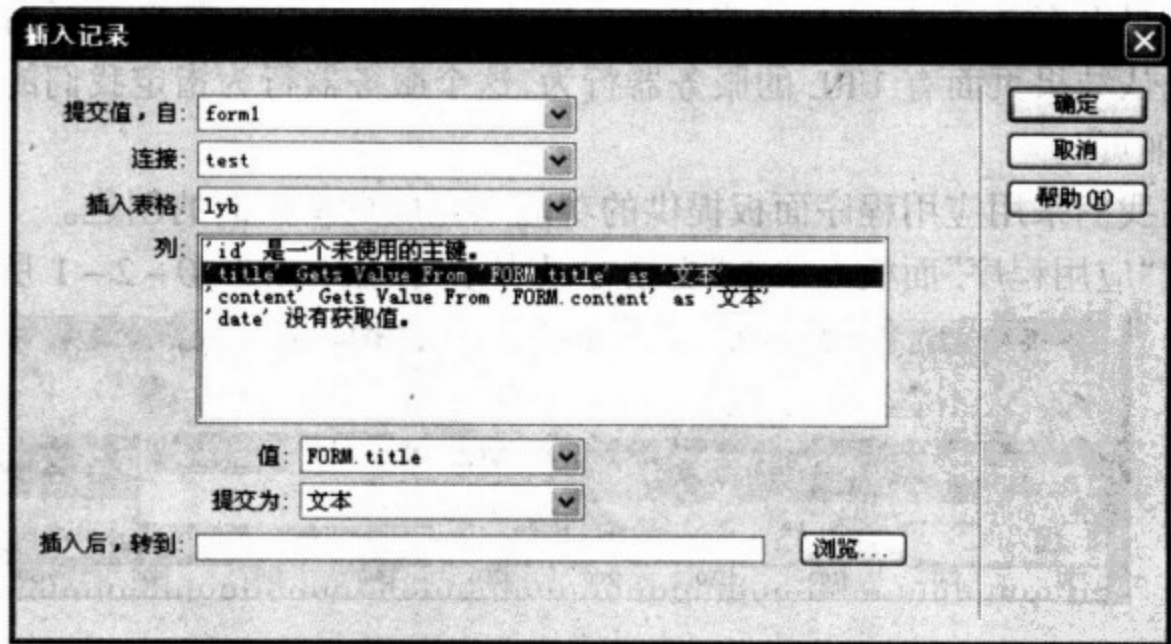 插入记录
提交值，自: form1
确定
连接: test
取消
插入表格: lyb
帮助(H)
列:
'id' 是一个未使用的主键。
'title' Gets Value From 'FORM.title' as '文本'
'content' Gets Value From 'FORM.content' as '文本'
'date' 没有获取值。
值: FORM.title
提交为: 文本
插入后，转到:
浏览...